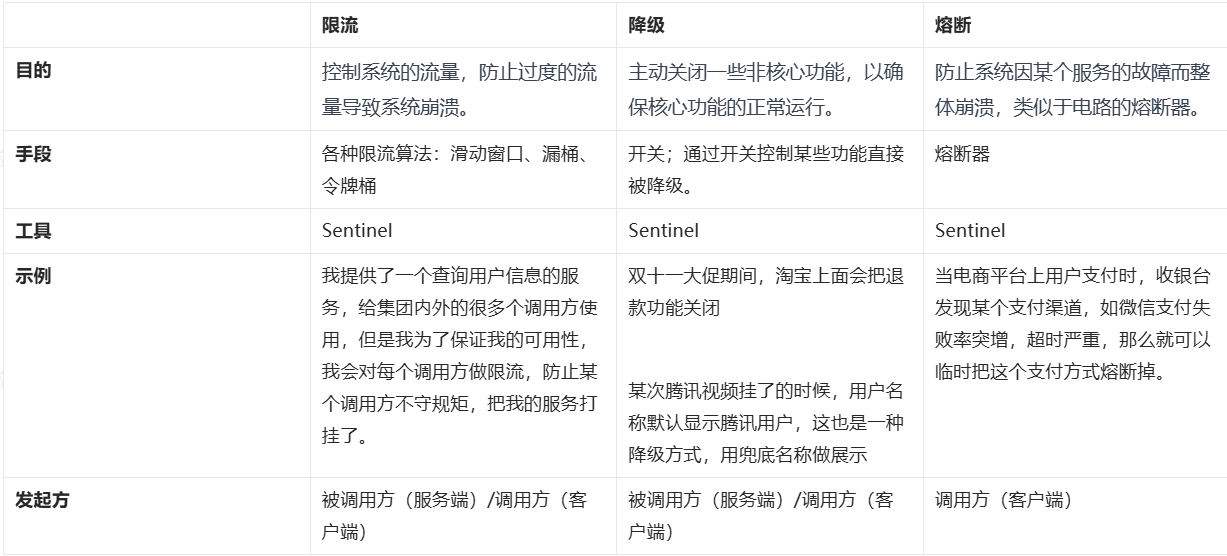 限流 降级 熔断
目的 控制系统的流量，防止过度的流 主动关闭一些非核心功能，以确 防止系统因某个服务的故障而整
量导致系统崩溃。 保核心功能的正常运行。 体崩溃，类似于电路的熔断器。
手段 各种限流算法：滑动窗口、漏桶、 开关；通过开关控制某些功能直接 熔断器
令牌桶 被降级。
工具 Sentinel Sentinel Sentinel
示例 我提供了一个查询用户信息的服 双十一大促期间，淘宝上面会把退 当电商平台上用户支付时，收银台
务，给集团内外的很多个调用方使 款功能关闭 发现某个支付渠道，如微信支付失
用，但是我为了保证我的可用性， 败率突增，超时严重，那么就可以
我会对每个调用方做限流，防止某 临时把这个支付方式熔断掉。
个调用方不守规矩，把我的服务打 某次腾讯视频挂了的时候，用户名
挂了。 称默认显示腾讯用户，这也是一种
降级方式，用兜底名称做展示
发起方 被调用方（服务端）/调用方（客 被调用方（服务端）/调用方（客 调用方（客户端）
户端） 户端）